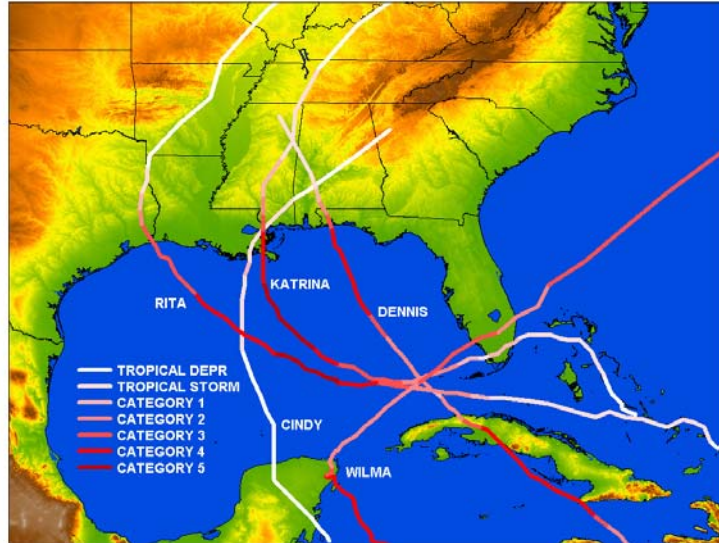 KATRINA
RITA
DENNIS
TROPICAL DEPR
TROPICAL STORM
CATEGORY 1
CATEGORY 2
CATEGORY 3
CATEGORY 4
CATEGORY 5
CINDY
WILMA